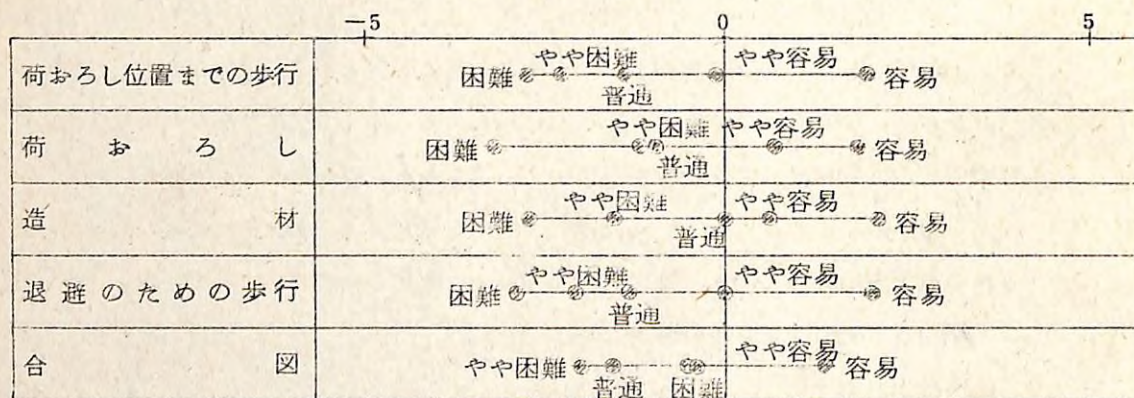 −5 0 5
やや困難 やや容易
荷おろし位置までの歩行 困難 容易
普通
やや困難 やや容易
荷おろし 困難 容易
普通
やや困難 やや容易
造材 困難 容易
普通
やや困難 やや容易
退避のための歩行 困難 容易
普通
やや容易
合図 やや困難 容易
普通 困難